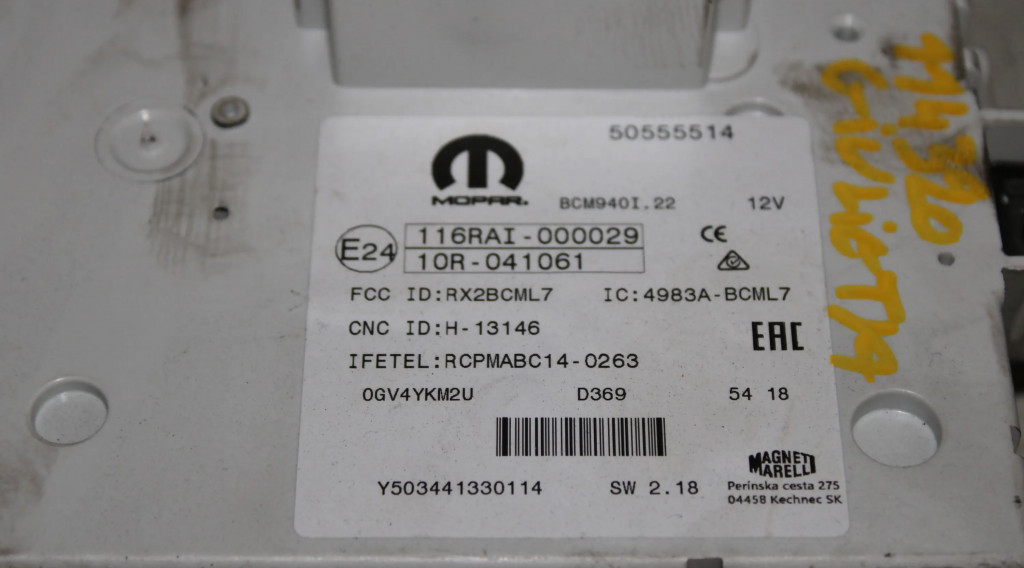 50555514
MOPAR.
BCM940I.22 12V
E24 116RAI-000029 CE
10R-041061
FCC ID:RX2BCML7 IC:4983A-BCML7
CNC ID:H-13146 EAC
IFETEL:RCPMABC14-0263
0GV4YKM2U D369 54 18
MAGNETI
MARELLI
Y503441330114 SW 2.18
Perinska cesta 275
04458 Kechnec SK